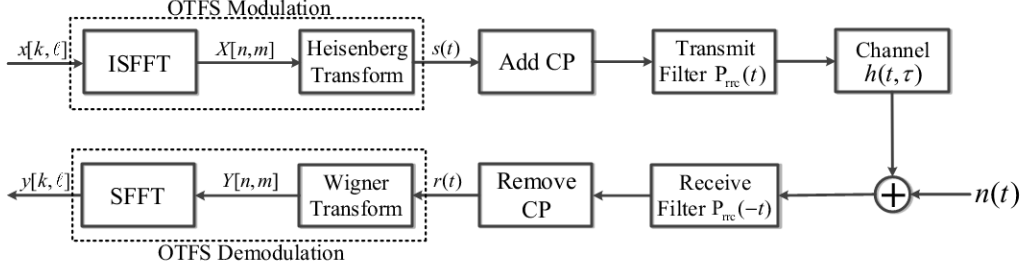 OTFS Modulation
x[k,ℓ]
ISFFT
X[n,m]
Heisenberg
Transform
s(t)
Add CP
Transmit
Filter P_rrc(t)
Channel
h(t,τ)
y[k,ℓ]
SFFT
Y[n,m]
Wigner
Transform
r(t)
Remove
CP
Receive
Filter P_rrc(−t)
+
n(t)
OTFS Demodulation